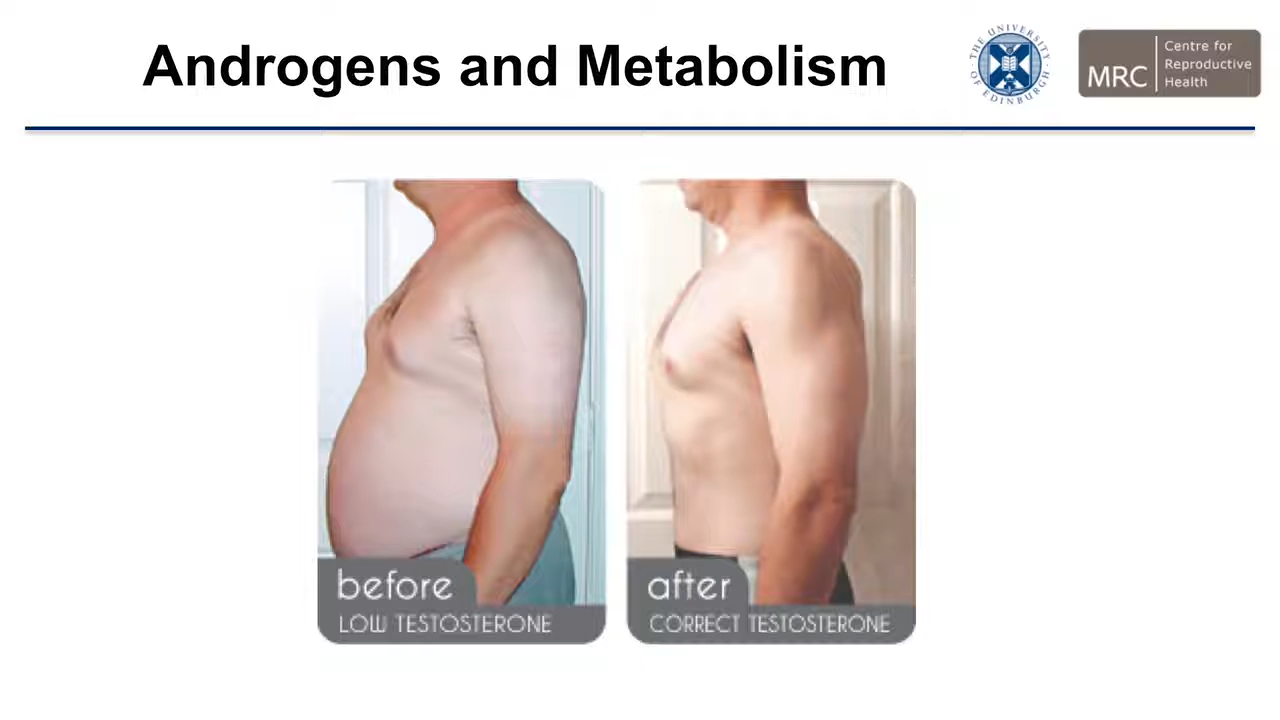 Androgens and Metabolism
THE UNIVERSITY OF EDINBURGH
MRC
Centre for
Reproductive
Health
before
LOW TESTOSTERONE
after
CORRECT TESTOSTERONE